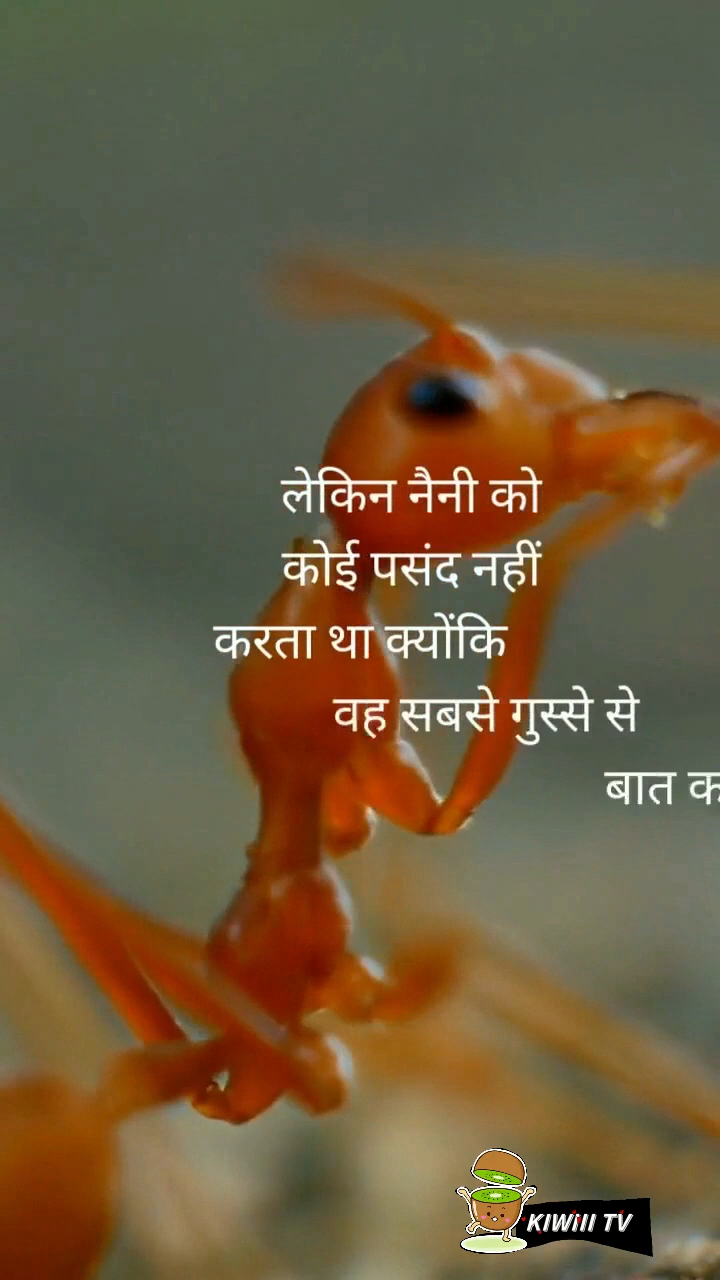 लेकिन नैनी को
कोई पसंद नहीं
करता था क्योंकि
वह सबसे गुस्से से
बात
KIWIII TV